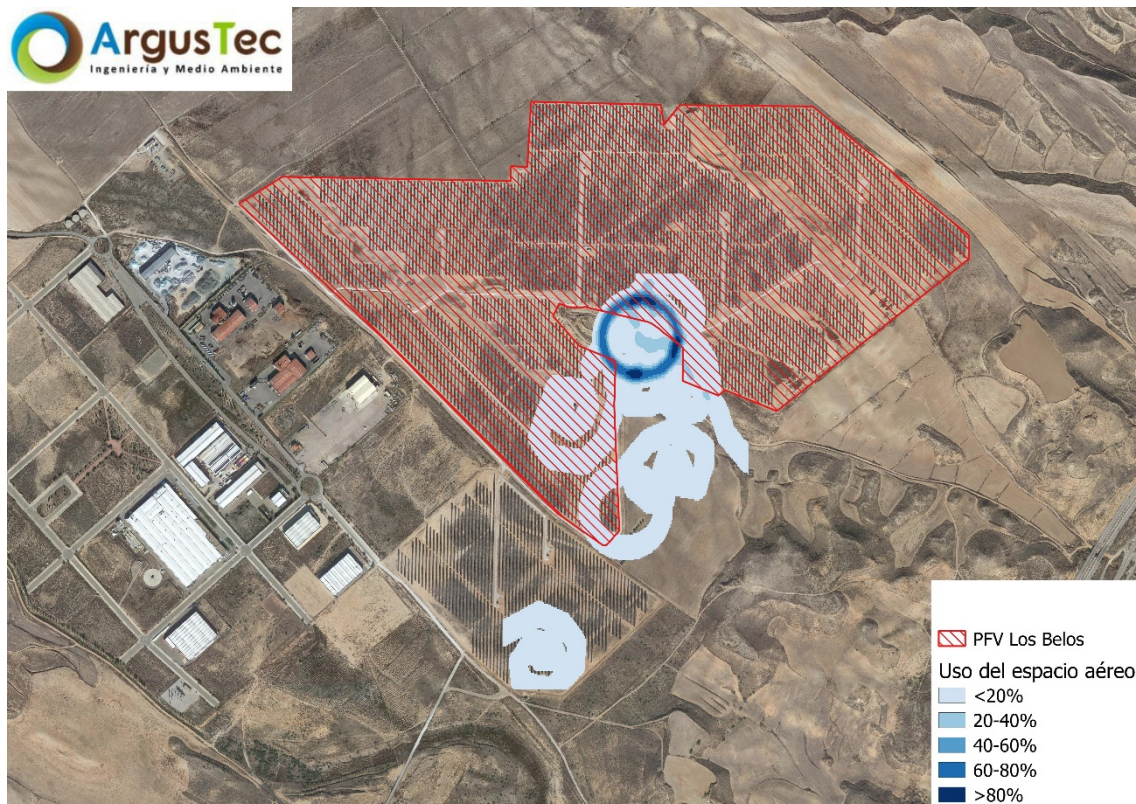 ArgusTec
Ingeniería y Medio Ambiente
PFV Los Belos
Uso del espacio aéreo
<20%
20-40%
40-60%
60-80%
>80%